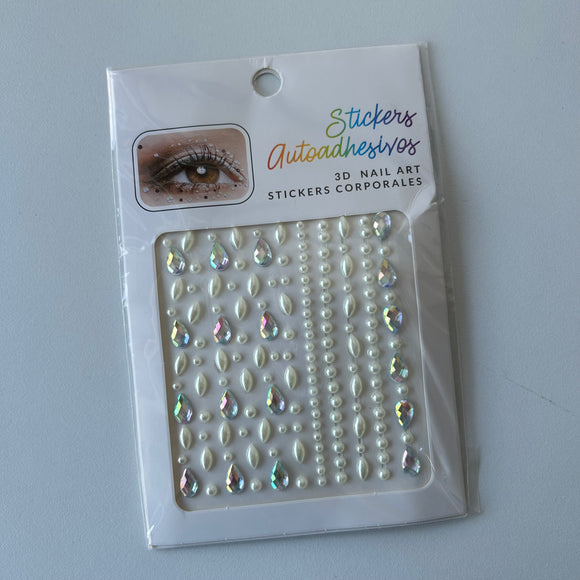 Stickers
Autoadhesivos
3D NAIL ART
STICKERS CORPORALES